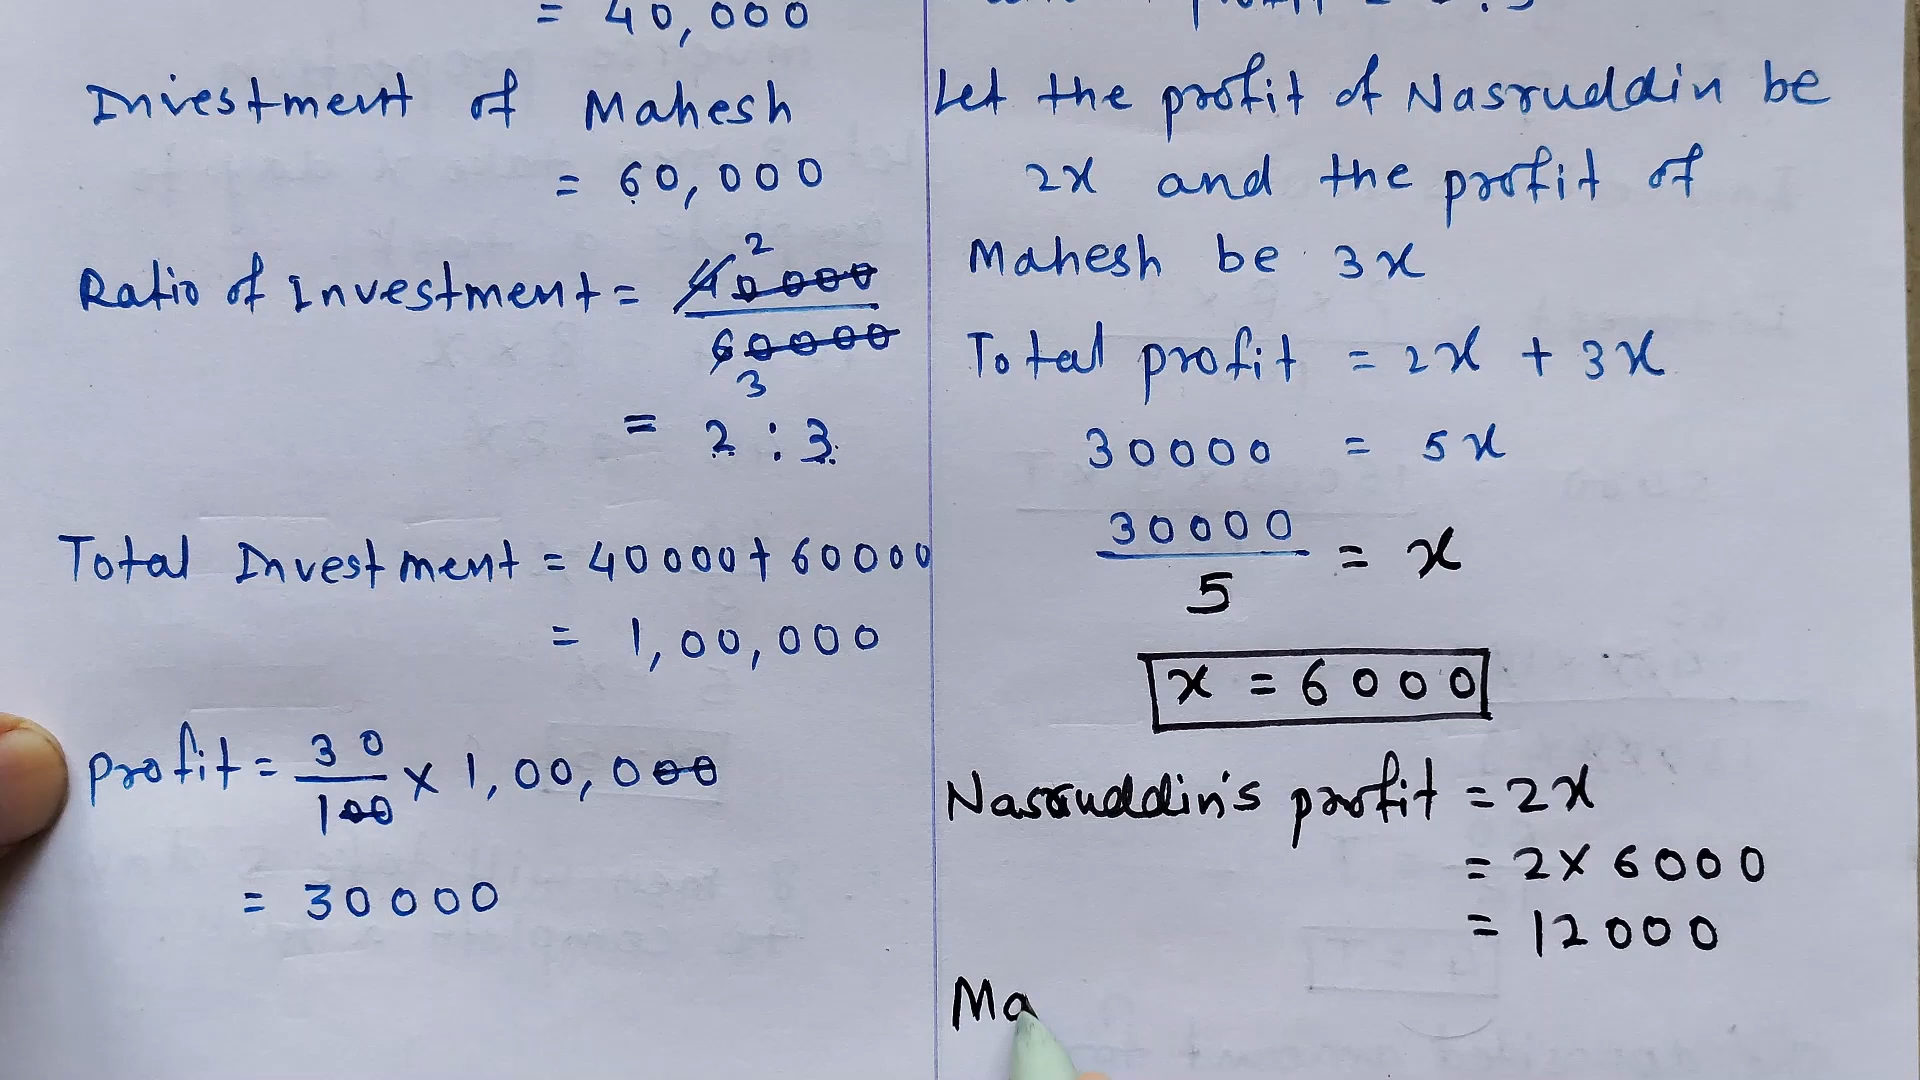 = 40,000
Investment of Mahesh
= 60,000
2
Ratio of Investment = 40000
60000
3
= 2 : 3
Total Investment = 40000 + 60000
= 1,00,000
Profit = 30/100 × 1,00,000
= 30000
Let the profit of Nasruddin be
2x and the profit of
Mahesh be 3x
Total profit = 2x + 3x
30000 = 5x
30000/5 = x
x = 6000
Nasruddin's profit = 2x
= 2 × 6000
= 12000
Ma